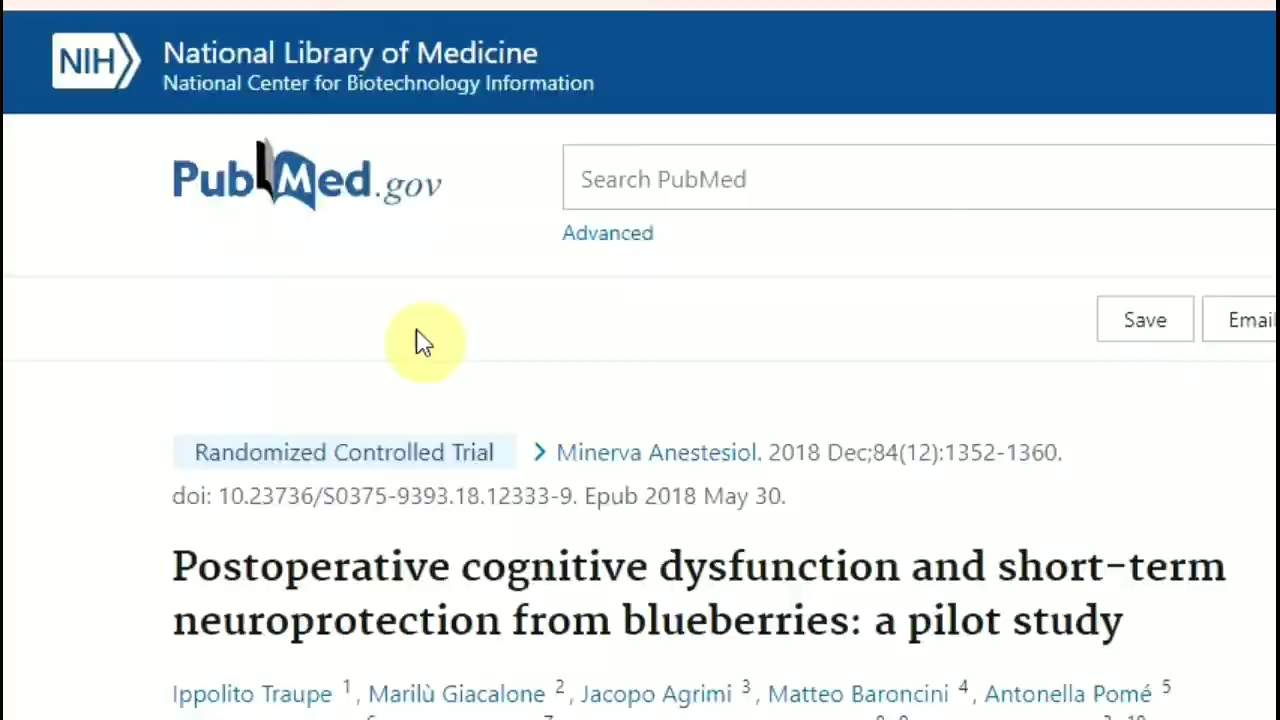 NIH
National Library of Medicine
National Center for Biotechnology Information
PubMed.gov
Search PubMed
Advanced
Save
Email
Randomized Controlled Trial
Minerva Anestesiol. 2018 Dec;84(12):1352-1360.
doi: 10.23736/S0375-9393.18.12333-9. Epub 2018 May 30.
Postoperative cognitive dysfunction and short-term
neuroprotection from blueberries: a pilot study
Ippolito Traupe 1, Marilù Giacalone 2, Jacopo Agrimi 3, Matteo Baroncini 4, Antonella Pomé 5